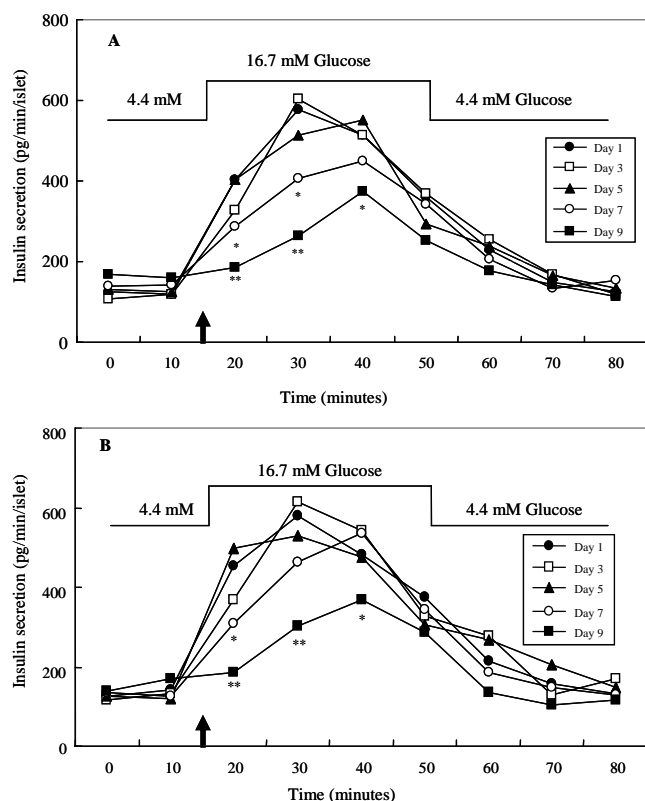 800
A
16.7 mM Glucose
600
4.4 mM
4.4 mM Glucose
Insulin secretion (pg/min/islet)
Day 1
Day 3
Day 5
Day 7
Day 9
400
*
*
*
**
**
200
0
0 10 20 30 40 50 60 70 80
Time (minutes)
800
B
16.7 mM Glucose
600
4.4 mM
4.4 mM Glucose
Insulin secretion (pg/min/islet)
Day 1
Day 3
Day 5
Day 7
Day 9
400
*
*
**
**
200
0
0 10 20 30 40 50 60 70 80
Time (minutes)